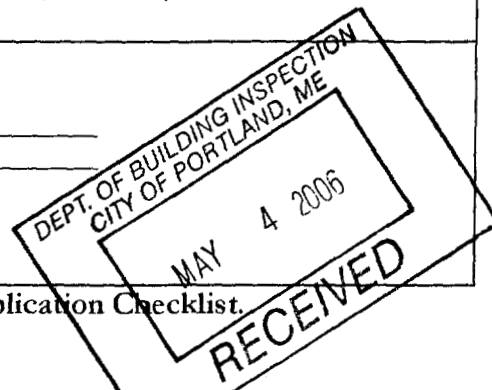 DEPT. OF BUILDING INSPECTION
CITY OF PORTLAND, ME
MAY 4 2006
RECEIVED
plication Checklist.